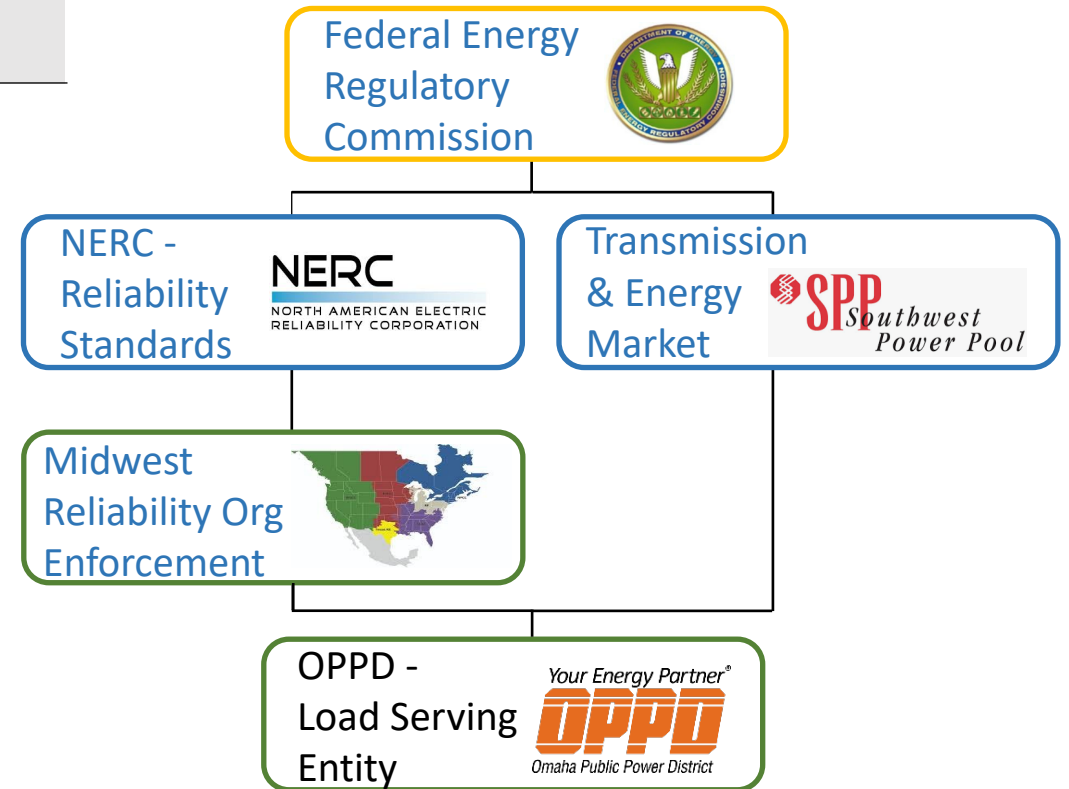 Federal Energy
Regulatory
Commission
DEPARTMENT OF ENERGY
FEDERAL ENERGY REGULATORY COMMISSION
NERC -
Reliability
Standards
NERC
NORTH AMERICAN ELECTRIC
RELIABILITY CORPORATION
Transmission
& Energy
Market
SPP
Southwest
Power Pool
Midwest
Reliability Org
Enforcement
OPPD -
Load Serving
Entity
Your Energy Partner®
OPPD
Omaha Public Power District